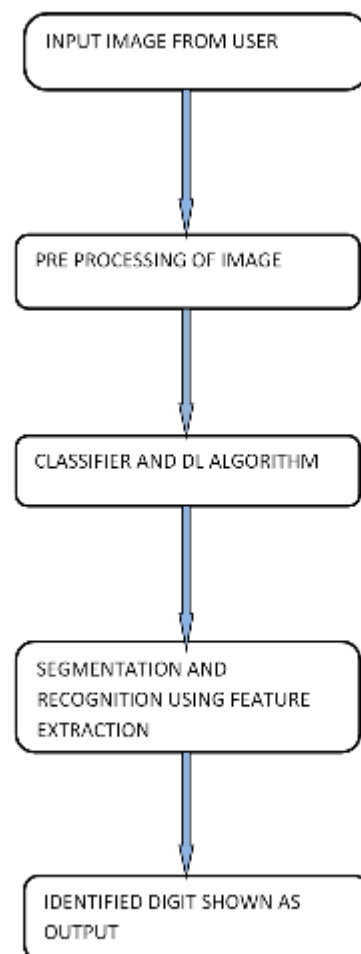 INPUT IMAGE FROM USER
PRE PROCESSING OF IMAGE
CLASSIFIER AND DL ALGORITHM
SEGMENTATION AND
RECOGNITION USING FEATURE
EXTRACTION
IDENTIFIED DIGIT SHOWN AS
OUTPUT